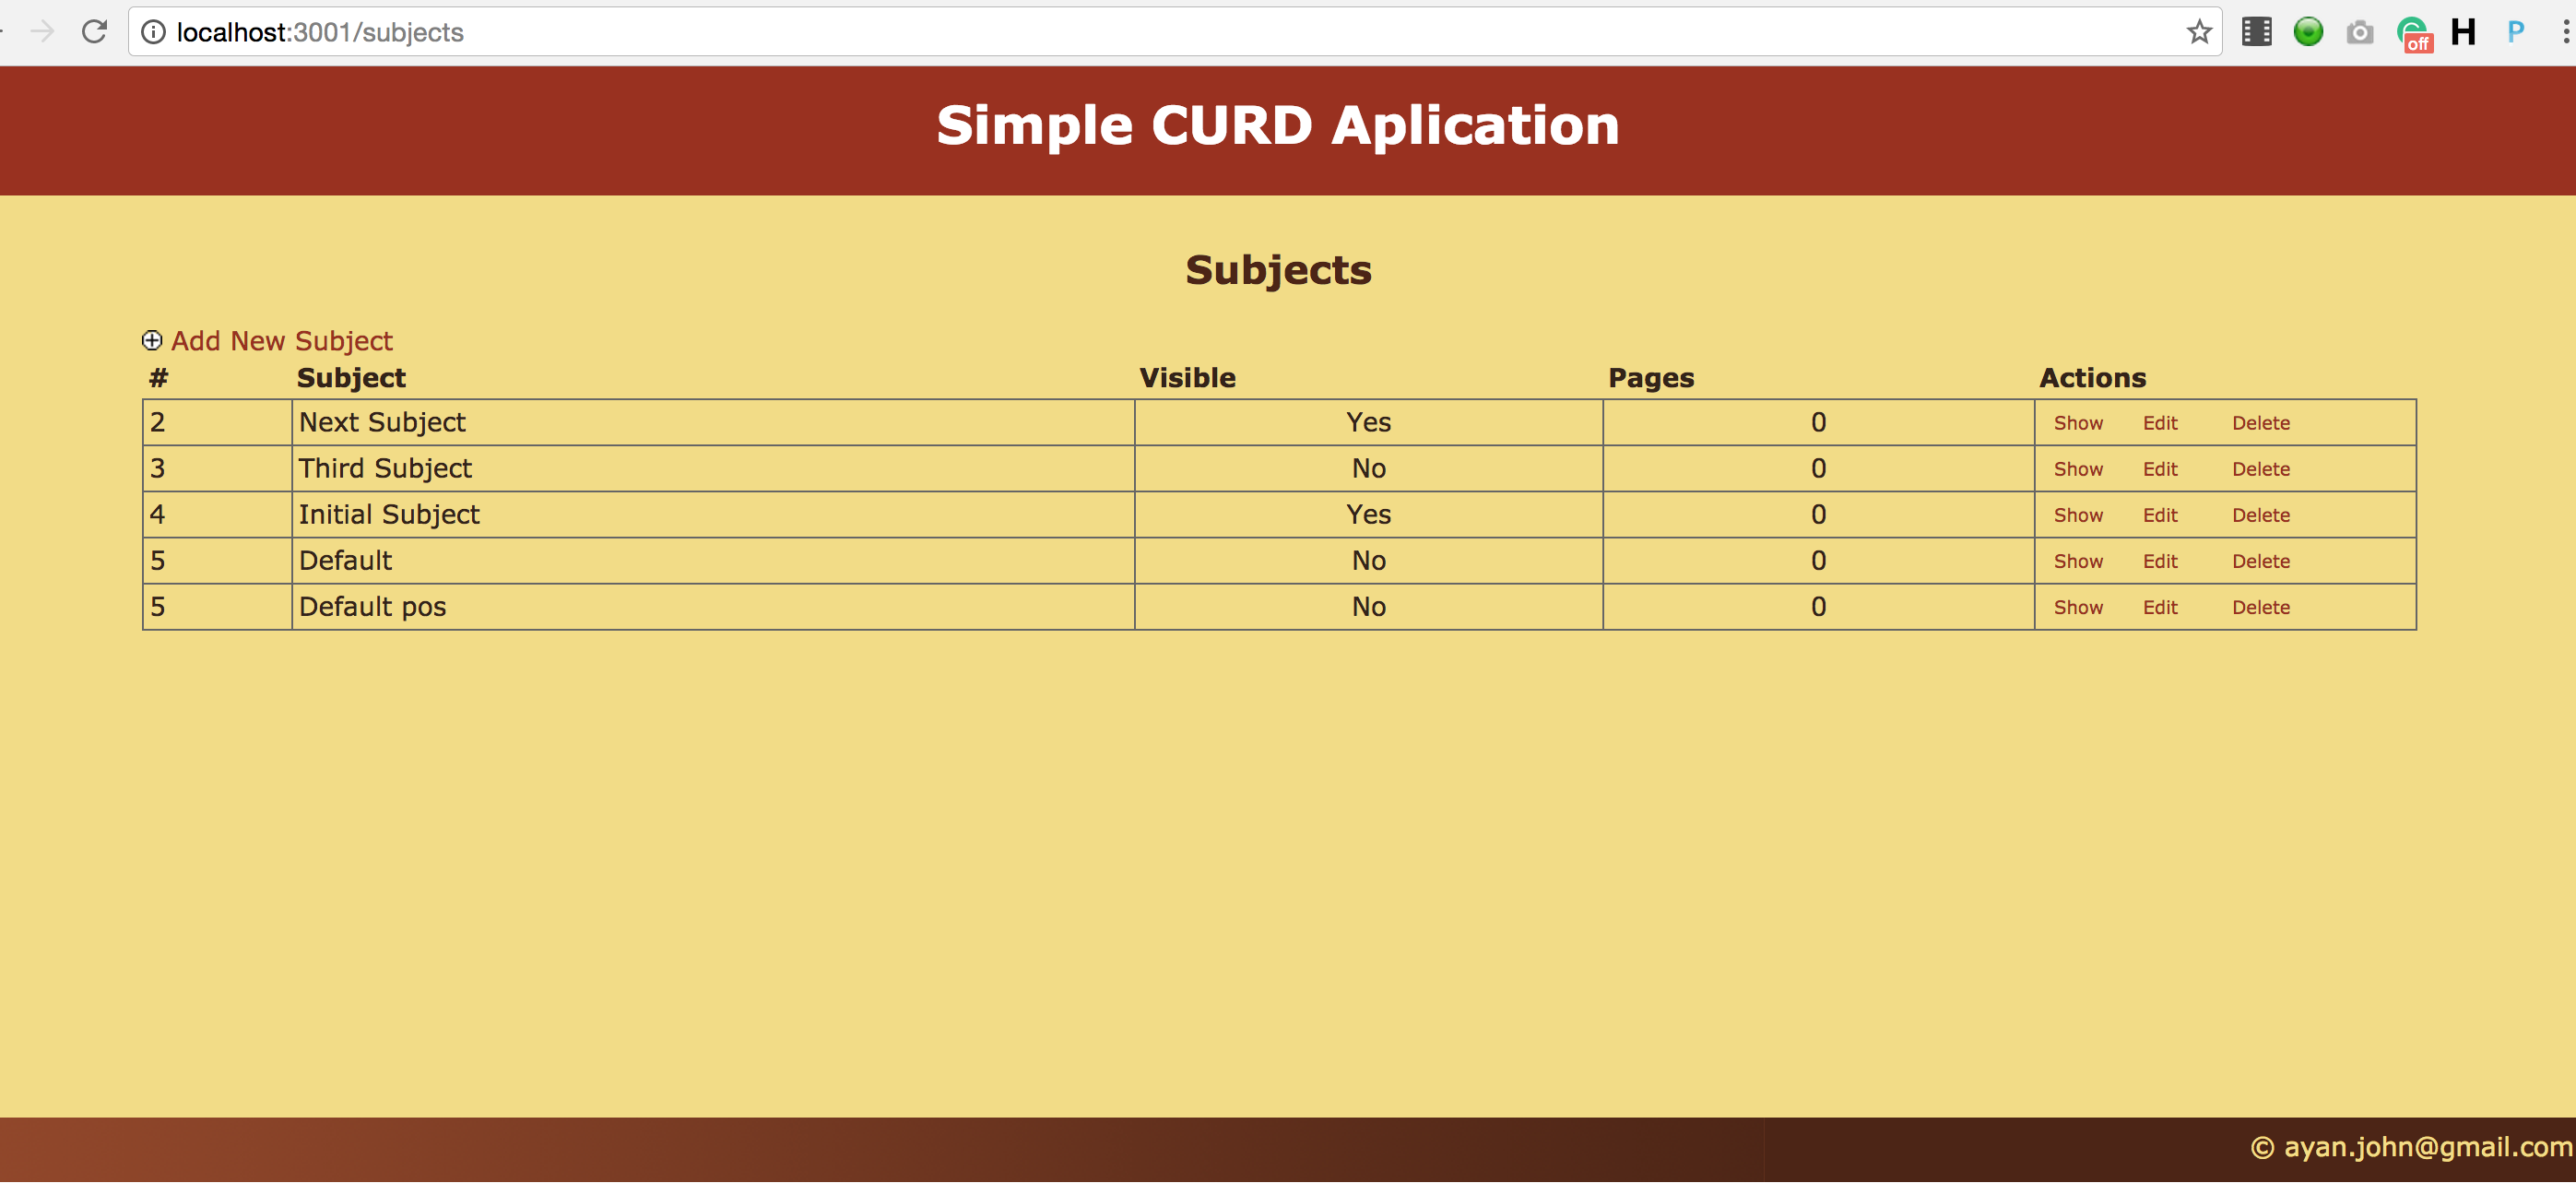 localhost:3001/subjects
off H P
Simple CURD Aplication
Subjects
Add New Subject
# Subject Visible Pages Actions
2 Next Subject Yes 0 Show Edit Delete
3 Third Subject No 0 Show Edit Delete
4 Initial Subject Yes 0 Show Edit Delete
5 Default No 0 Show Edit Delete
5 Default pos No 0 Show Edit Delete
© ayan.john@gmail.com